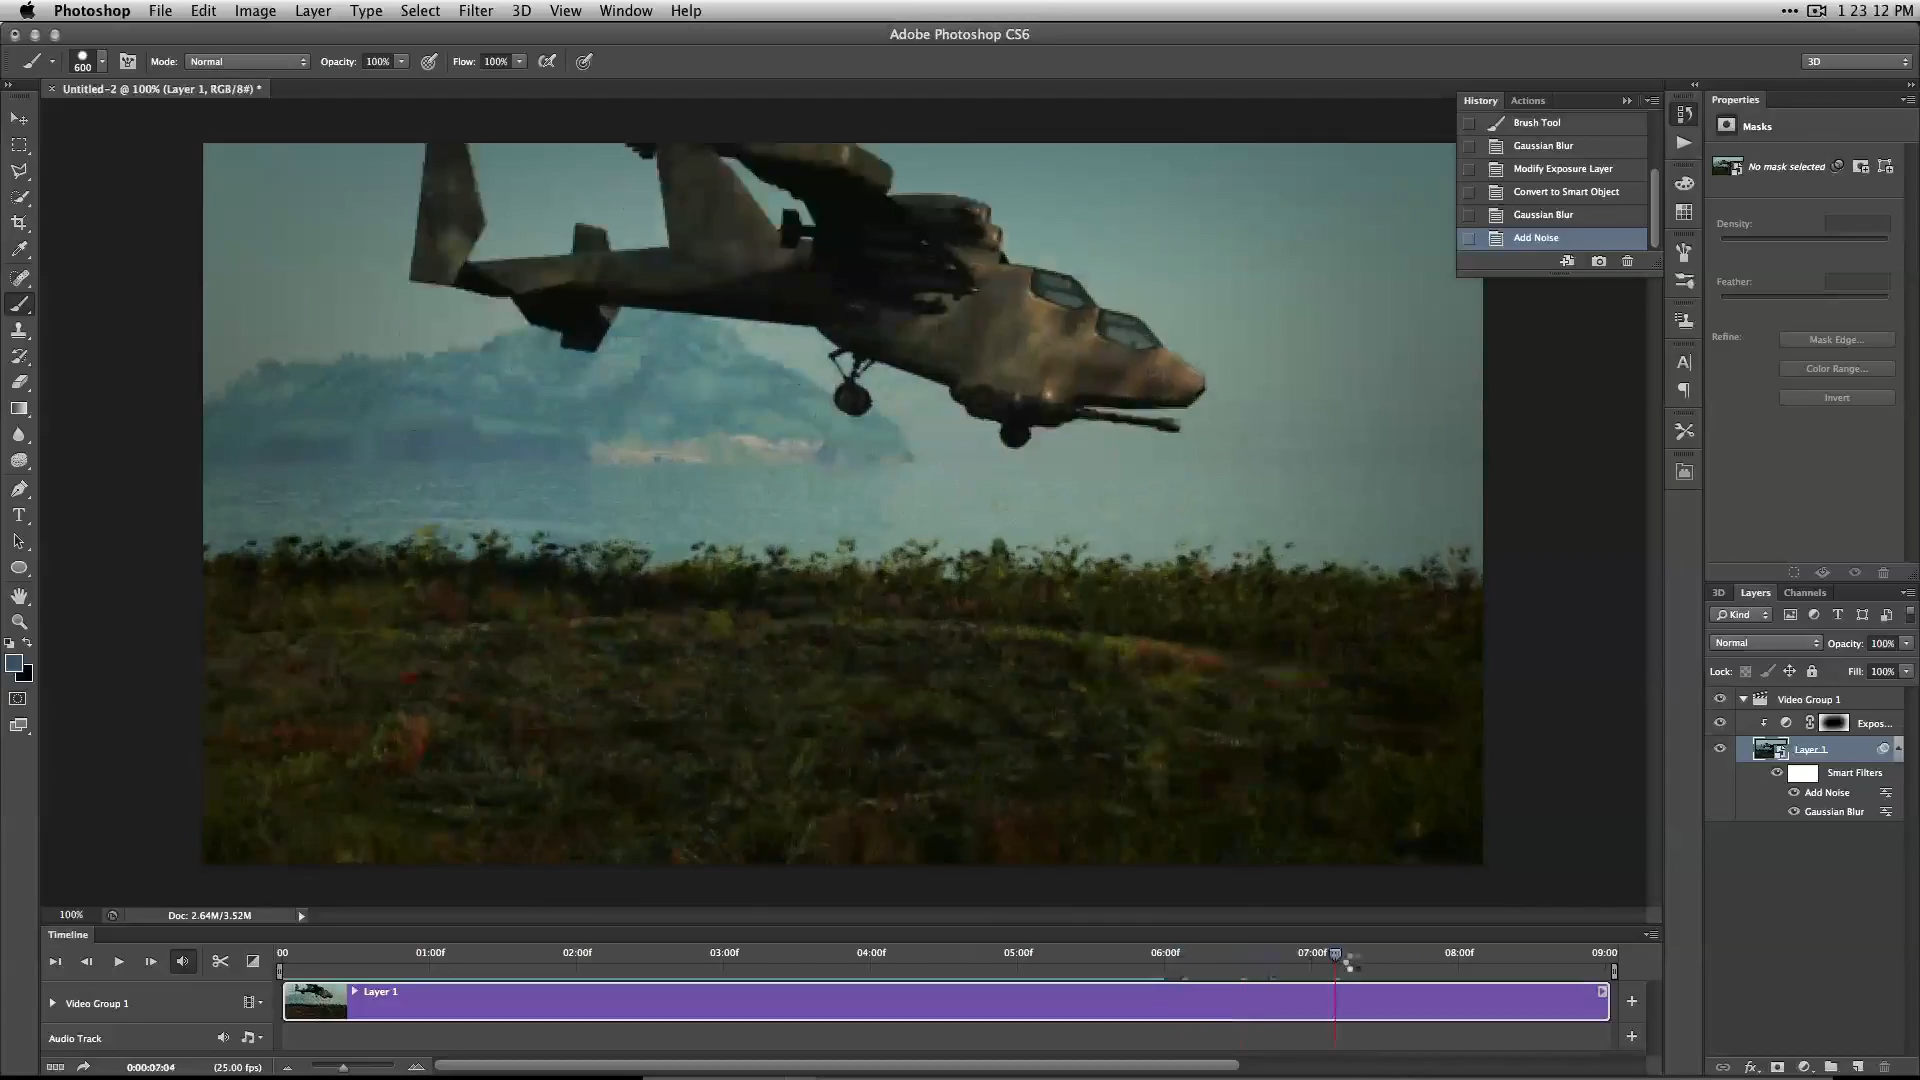 Photoshop File Edit Image Layer Type Select Filter 3D View Window Help 1 23 12 PM
Adobe Photoshop CS6
600 Mode: Normal Opacity: 100% Flow: 100% 3D
Untitled-2 @ 100% (Layer 1, RGB/8#) *
History Actions
Brush Tool
Gaussian Blur
Modify Exposure Layer
Convert to Smart Object
Gaussian Blur
Add Noise
Properties
Masks
No mask selected
Density:
Feather:
Refine: Mask Edge...
Color Range...
Invert
3D Layers Channels
Kind
Normal Opacity: 100%
Lock: Fill: 100%
Video Group 1
Expos...
Layer 1
Smart Filters
Add Noise
Gaussian Blur
100% Doc: 2.64M/3.52M
Timeline
00 01:00f 02:00f 03:00f 04:00f 05:00f 06:00f 07:00f 08:00f 09:00
Video Group 1 Layer 1
Audio Track
0:00:07:04 (25.00 fps)